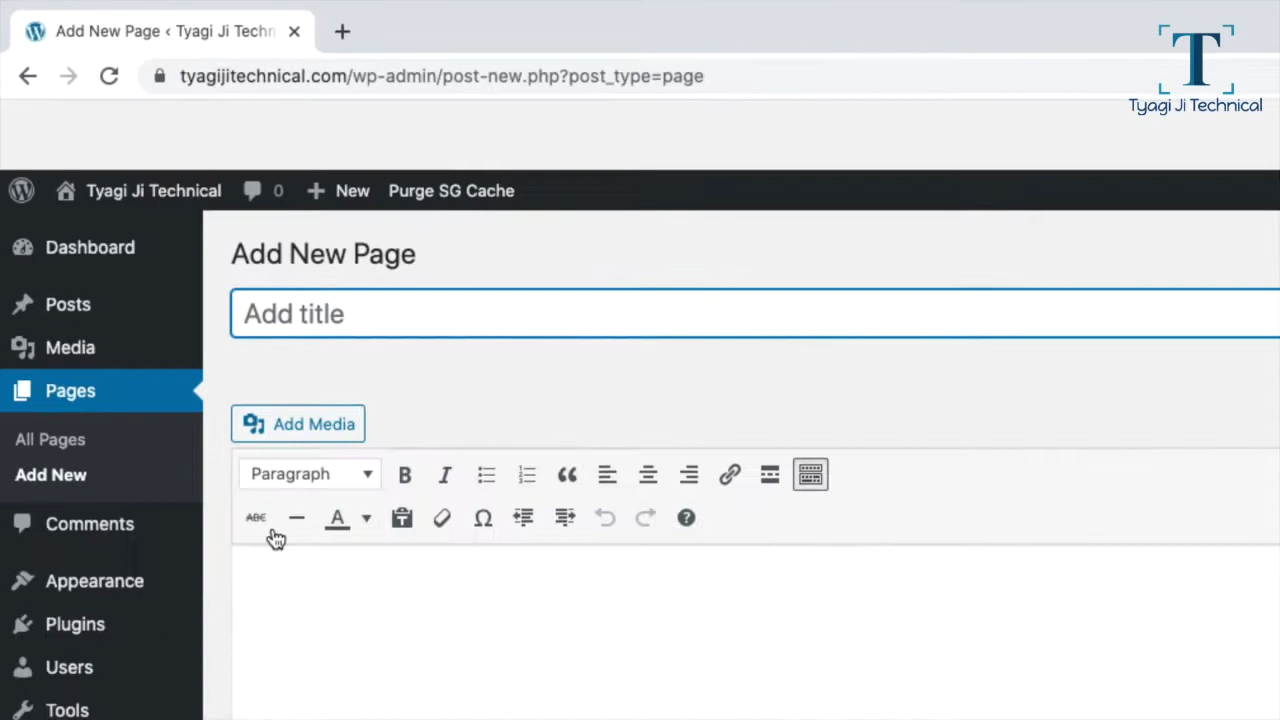 Add New Page ‹ Tyagi Ji Techn
tyagijitechnical.com/wp-admin/post-new.php?post_type=page
T
Tyagi Ji Technical
Tyagi Ji Technical
0
New
Purge SG Cache
Dashboard
Posts
Media
Pages
All Pages
Add New
Comments
Appearance
Plugins
Users
Tools
Add New Page
Add title
Add Media
Paragraph
B
I
ABC
A
T
Ω
?